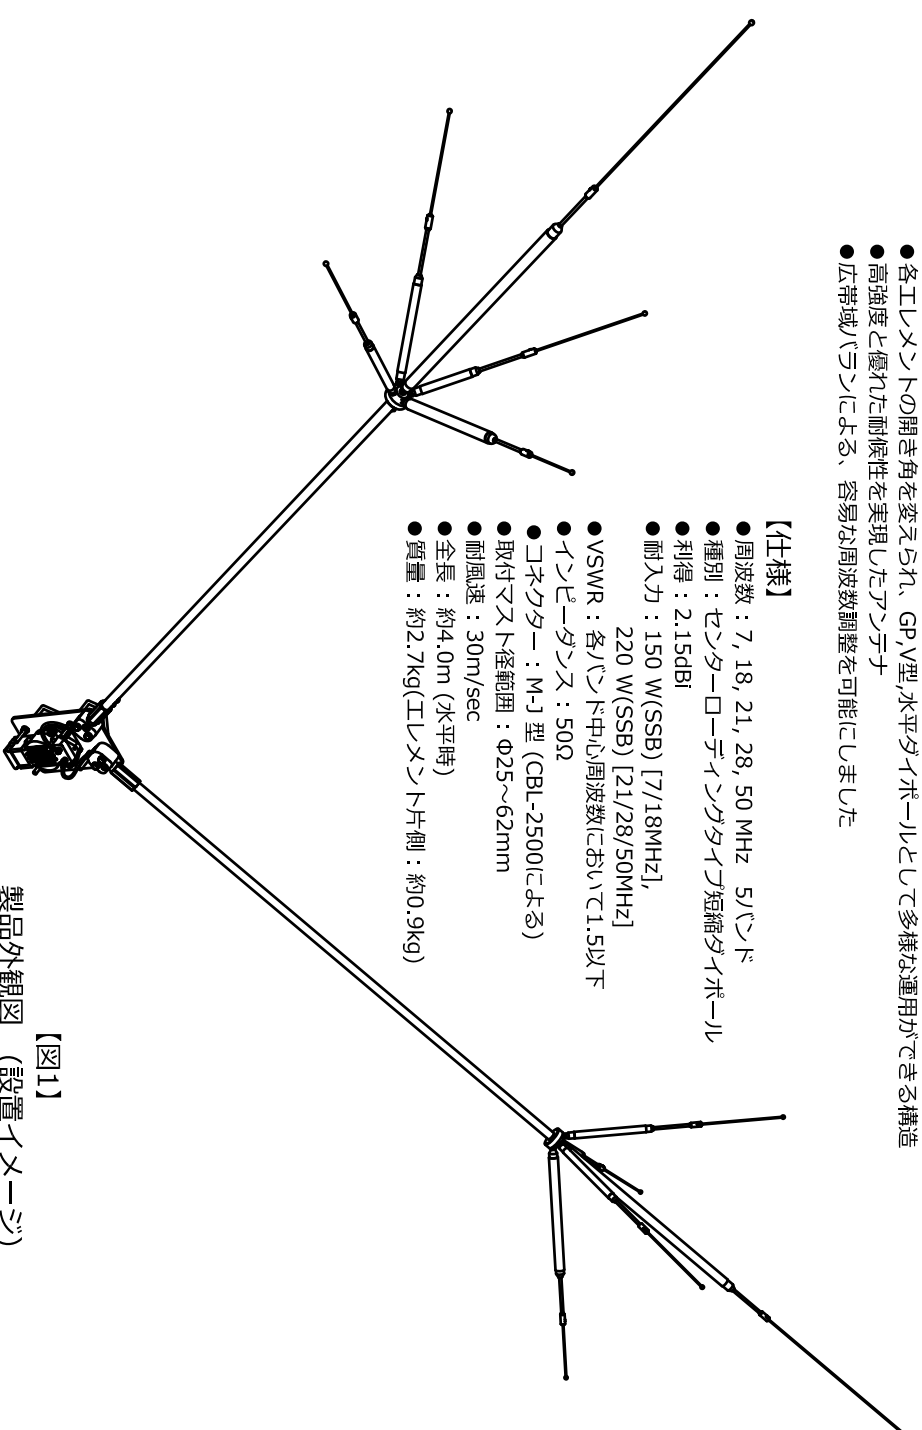 ●各エレメントの開き角を変えられ、GP,V型,水平ダイポールとして多様な運用ができる構造
●高強度と優れた耐候性を実現したアンテナ
●広帯域バランによる、容易な周波数調整を可能にしました
【仕様】
●周波数：7, 18, 21, 28, 50 MHz　5バンド
●種別：センターローディングタイプ短縮ダイポール
●利得：2.15dBi
●耐入力：150 W(SSB) [7/18MHz],
220 W(SSB) [21/28/50MHz]
●VSWR：各バンド中心周波数において1.5以下
●インピーダンス：50Ω
●コネクター：M-J 型 (CBL-2500による)
●取付マスト径範囲：Φ25～62mm
●耐風速：30m/sec
●全長：約4.0m (水平時)
●質量：約2.7kg(エレメント片側：約0.9kg)
【図1】
製品外観図　(設置イメージ)